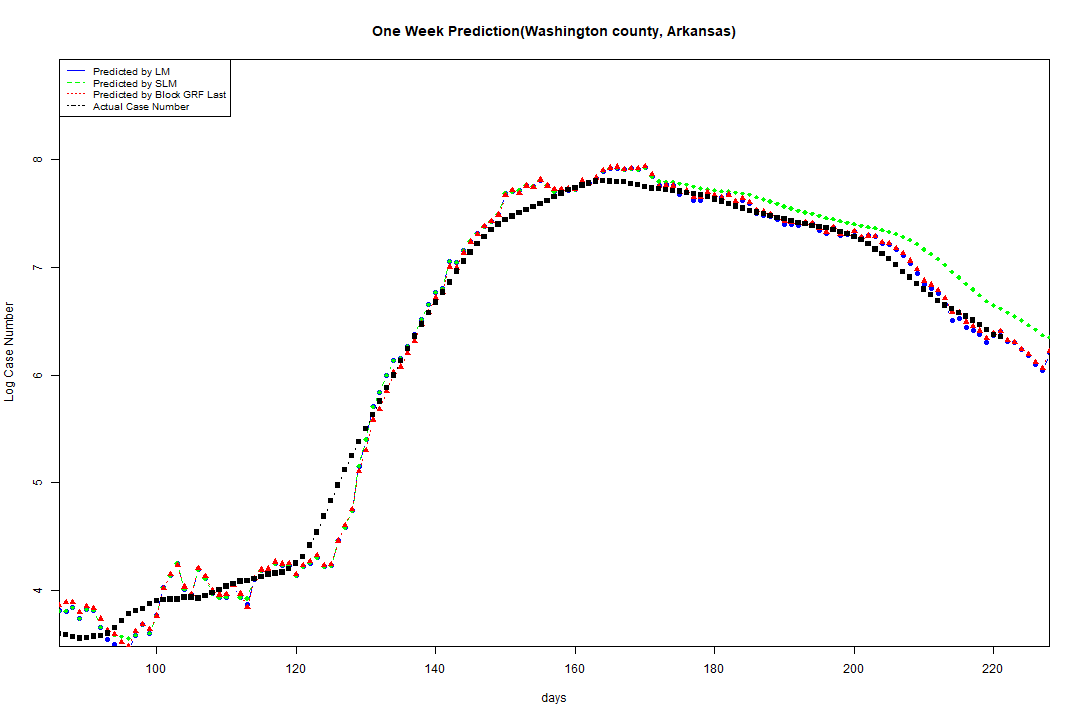 One Week Prediction(Washington county, Arkansas)
Predicted by LM
Predicted by SLM
Predicted by Block GRF Last
Actual Case Number
8
7
6
5
4
Log Case Number
100 120 140 160 180 200 220
days